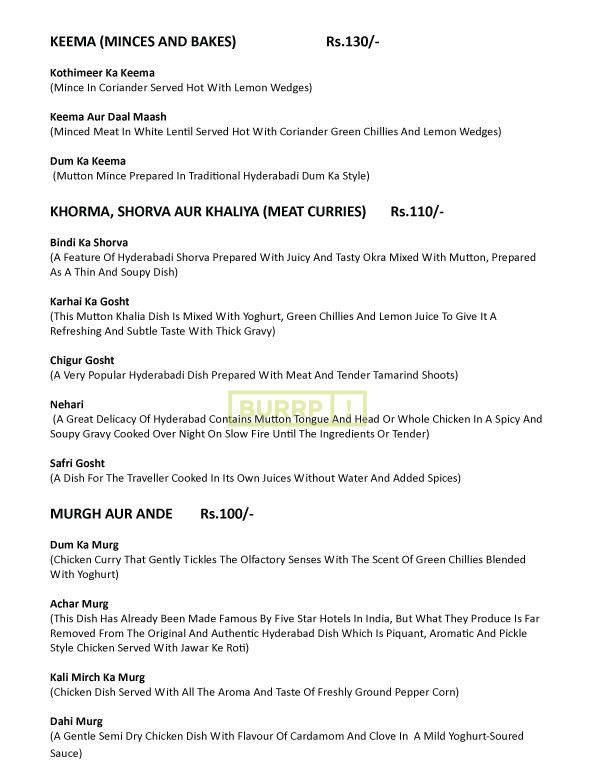 KEEMA (MINCES AND BAKES) Rs.130/-
Kothimeer Ka Keema
(Mince In Coriander Served Hot With Lemon Wedges)
Keema Aur Daal Maash
(Minced Meat In White Lentil Served Hot With Coriander Green Chillies And Lemon Wedges)
Dum Ka Keema
(Mutton Mince Prepared In Traditional Hyderabadi Dum Ka Style)
KHORMA, SHORVA AUR KHALIYA (MEAT CURRIES) Rs.110/-
Bindi Ka Shorva
(A Feature Of Hyderabadi Shorva Prepared With Juicy And Tasty Okra Mixed With Mutton, Prepared
As A Thin And Soupy Dish)
Karhai Ka Gosht
(This Mutton Khalia Dish Is Mixed With Yoghurt, Green Chillies And Lemon Juice To Give It A
Refreshing And Subtle Taste With Thick Gravy)
Chigur Gosht
(A Very Popular Hyderabadi Dish Prepared With Meat And Tender Tamarind Shoots)
BURRP!
Nehari
(A Great Delicacy Of Hyderabad Contains Mutton Tongue And Head Or Whole Chicken In A Spicy And
Soupy Gravy Cooked Over Night On Slow Fire Until The Ingredients Or Tender)
Safri Gosht
(A Dish For The Traveller Cooked In Its Own Juices Without Water And Added Spices)
MURGH AUR ANDE Rs.100/-
Dum Ka Murg
(Chicken Curry That Gently Tickles The Olfactory Senses With The Scent Of Green Chillies Blended
With Yoghurt)
Achar Murg
(This Dish Has Already Been Made Famous By Five Star Hotels In India, But What They Produce Is Far
Removed From The Original And Authentic Hyderabad Dish Which Is Piquant, Aromatic And Pickle
Style Chicken Served With Jawar Ke Roti)
Kali Mirch Ka Murg
(Chicken Dish Served With All The Aroma And Taste Of Freshly Ground Pepper Corn)
Dahi Murg
(A Gentle Semi Dry Chicken Dish With Flavour Of Cardamom And Clove In A Mild Yoghurt-Soured
Sauce)